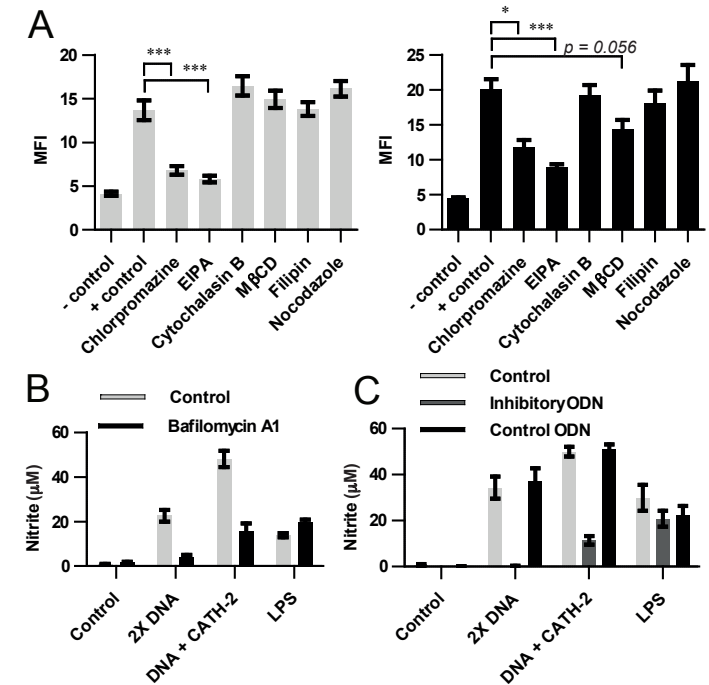 A
MFI
20
15
10
5
0
***
***
- control
+ control
Chlorpromazine
EIPA
Cytochalasin B
MβCD
Filipin
Nocodazole
MFI
25
20
15
10
5
0
*
***
p = 0.056
- control
+ control
Chlorpromazine
EIPA
Cytochalasin B
MβCD
Filipin
Nocodazole
B
Control
Bafilomycin A1
Nitrite (µM)
60
40
20
0
Control
2X DNA
DNA + CATH-2
LPS
C
Control
Inhibitory ODN
Control ODN
Nitrite (µM)
60
40
20
0
Control
2X DNA
DNA + CATH-2
LPS